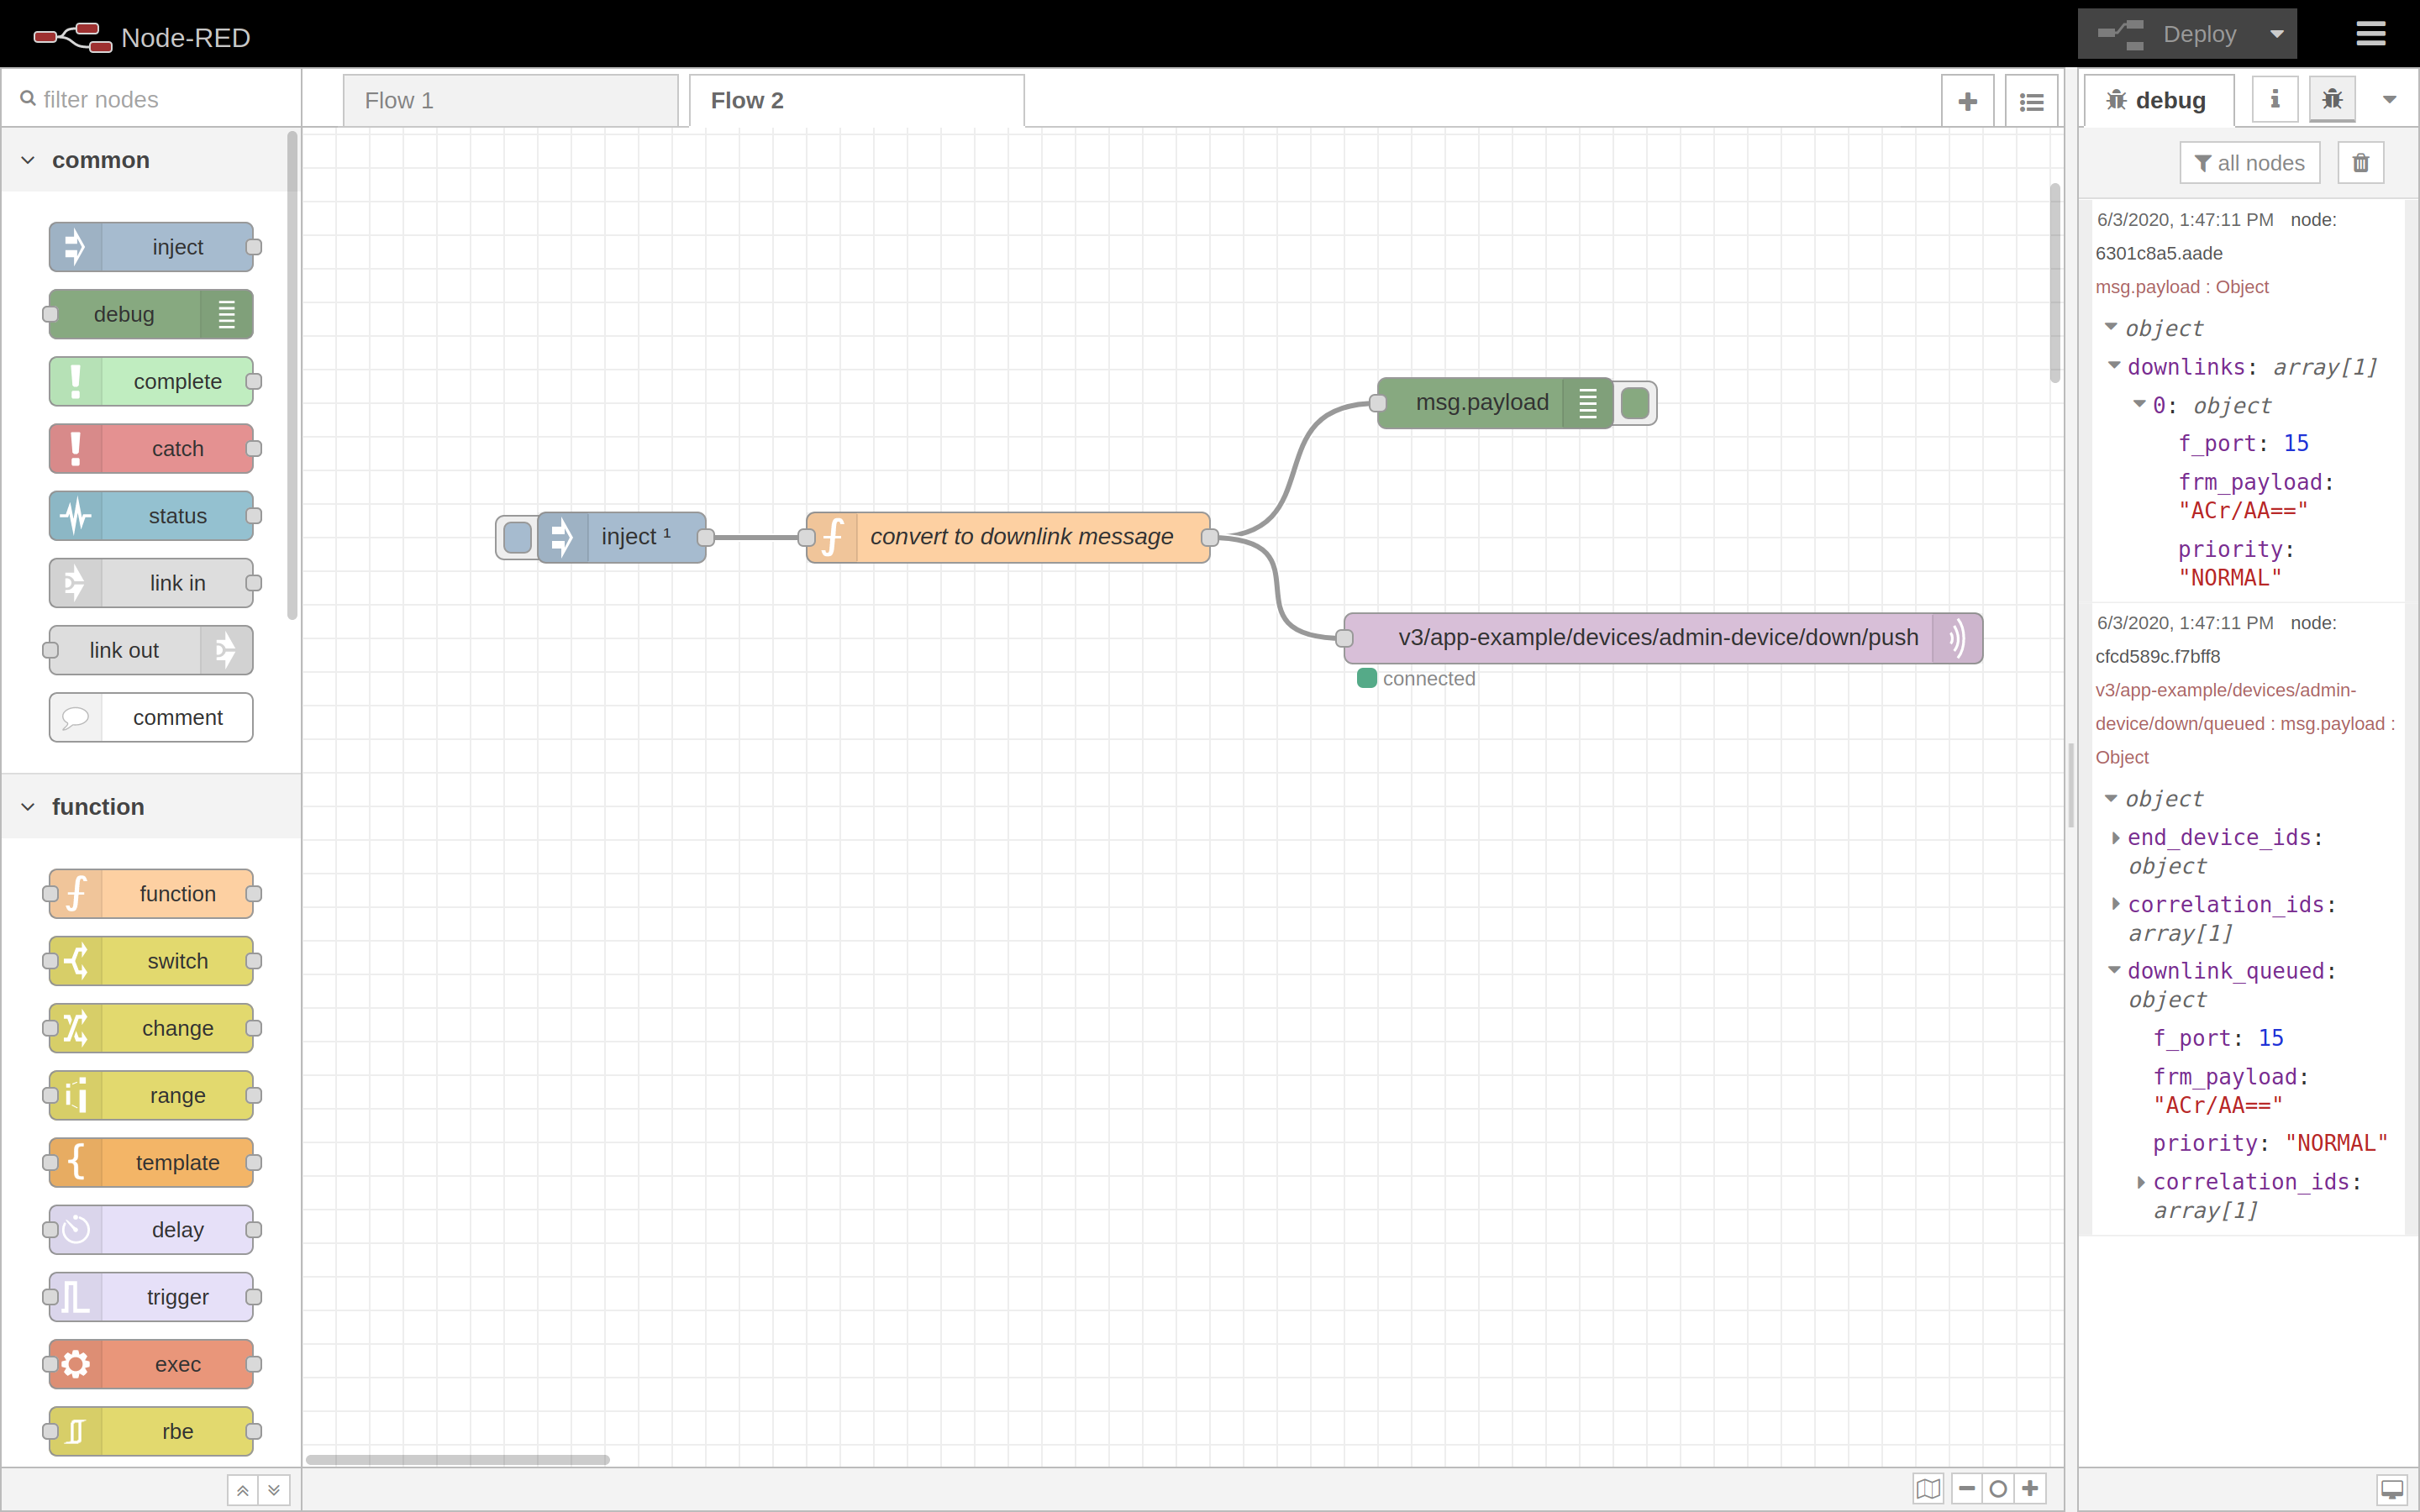 Node-RED
Deploy
filter nodes
Flow 1
Flow 2
debug
i
all nodes
common
inject
debug
complete
catch
status
link in
link out
comment
function
function
switch
change
range
template
delay
trigger
exec
rbe
inject ¹
convert to downlink message
msg.payload
v3/app-example/devices/admin-device/down/push
connected
6/3/2020, 1:47:11 PM node:
6301c8a5.aade
msg.payload : Object
object
downlinks: array[1]
0: object
f_port: 15
frm_payload:
"ACr/AA=="
priority:
"NORMAL"
6/3/2020, 1:47:11 PM node:
cfcd589c.f7bff8
v3/app-example/devices/admin-
device/down/queued : msg.payload :
Object
object
end_device_ids:
object
correlation_ids:
array[1]
downlink_queued:
object
f_port: 15
frm_payload:
"ACr/AA=="
priority: "NORMAL"
correlation_ids:
array[1]